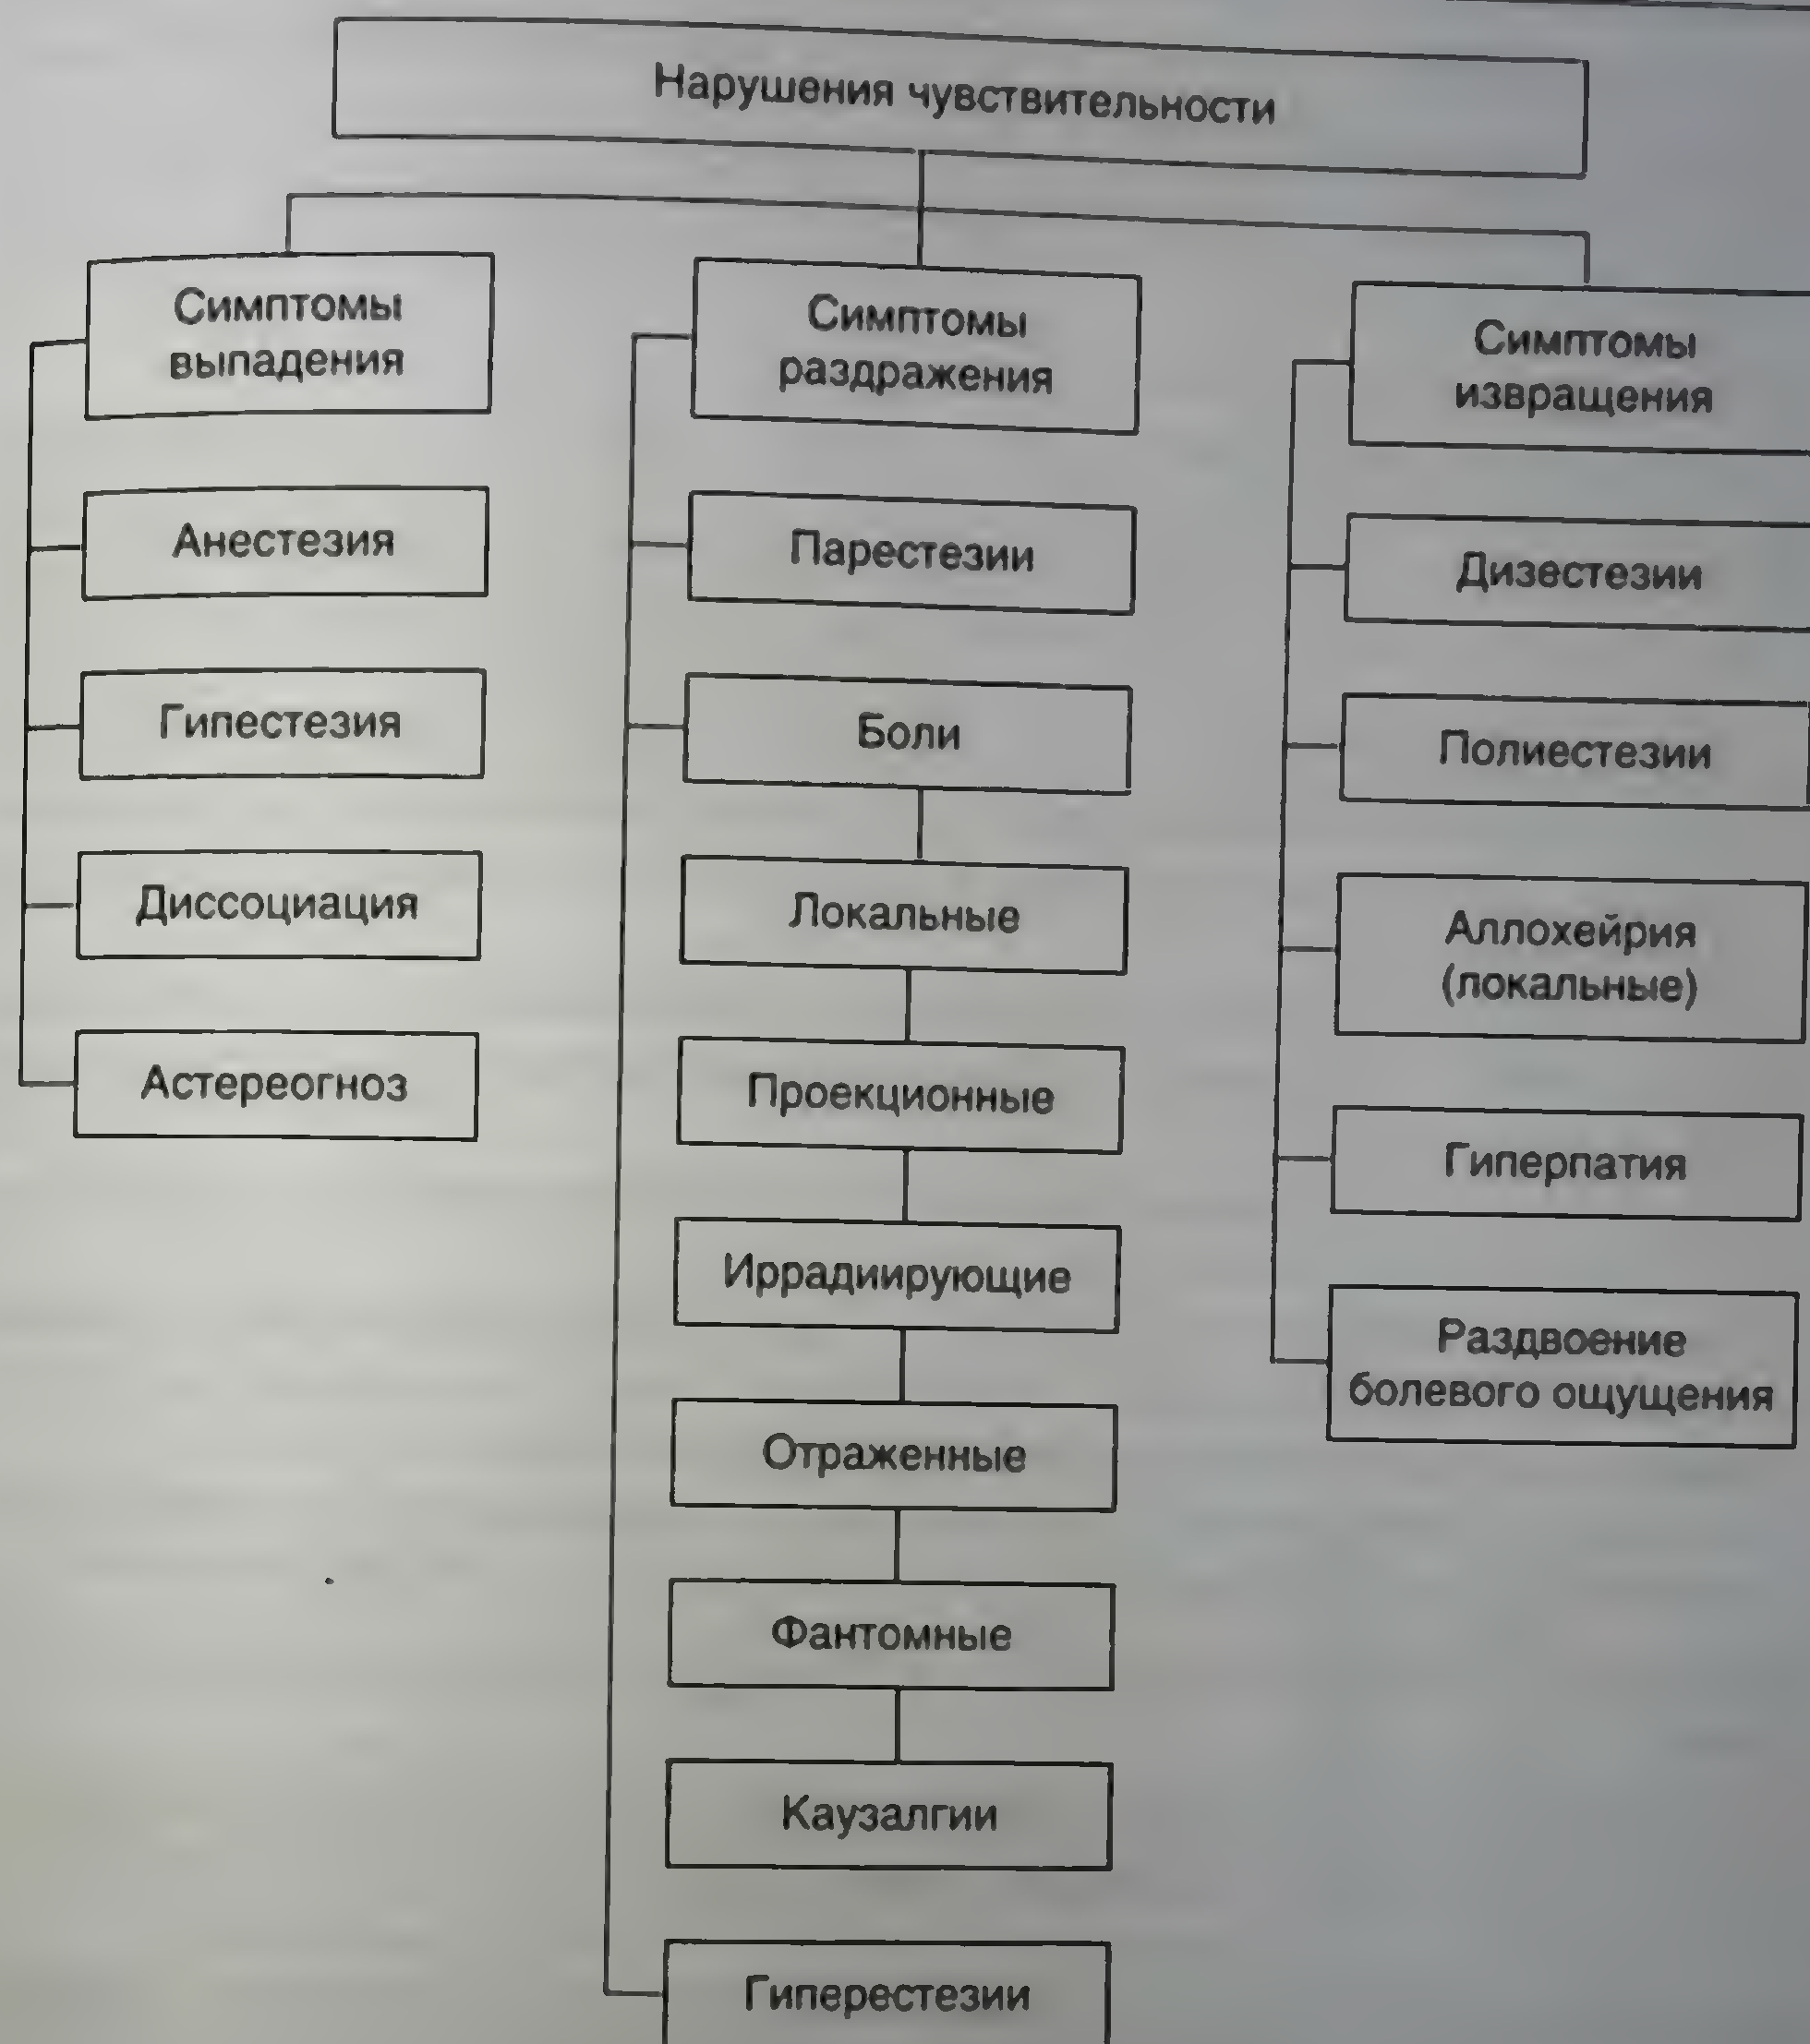 Нарушения чувствительности
Симптомы
выпадения
Анестезия
Гипестезия
Диссоциация
Астереогноз
Симптомы
раздражения
Парестезии
Боли
Локальные
Проекционные
Иррадиирующие
Отраженные
Фантомные
Каузалгии
Гиперестезии
Симптомы
извращения
Дизестезии
Полиестезии
Аллохейрия
(локальные)
Гиперпатия
Раздвоение
болевого ощущения